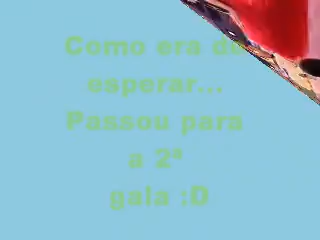 Como era de
esperar...
Passou para
a 2ª
gala :D